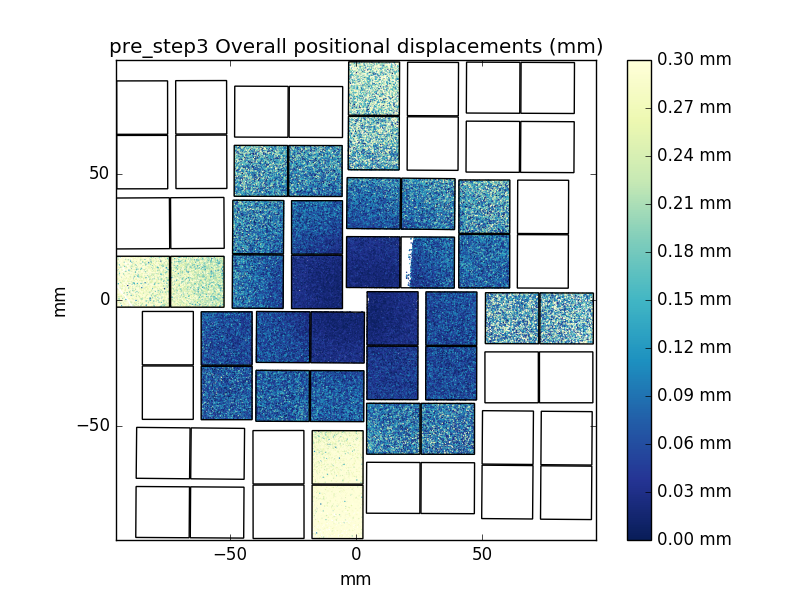 pre_step3 Overall positional displacements (mm)
0.30 mm
0.27 mm
0.24 mm
0.21 mm
0.18 mm
0.15 mm
0.12 mm
0.09 mm
0.06 mm
0.03 mm
0.00 mm
50
0
−50
mm
−50
0
50
mm